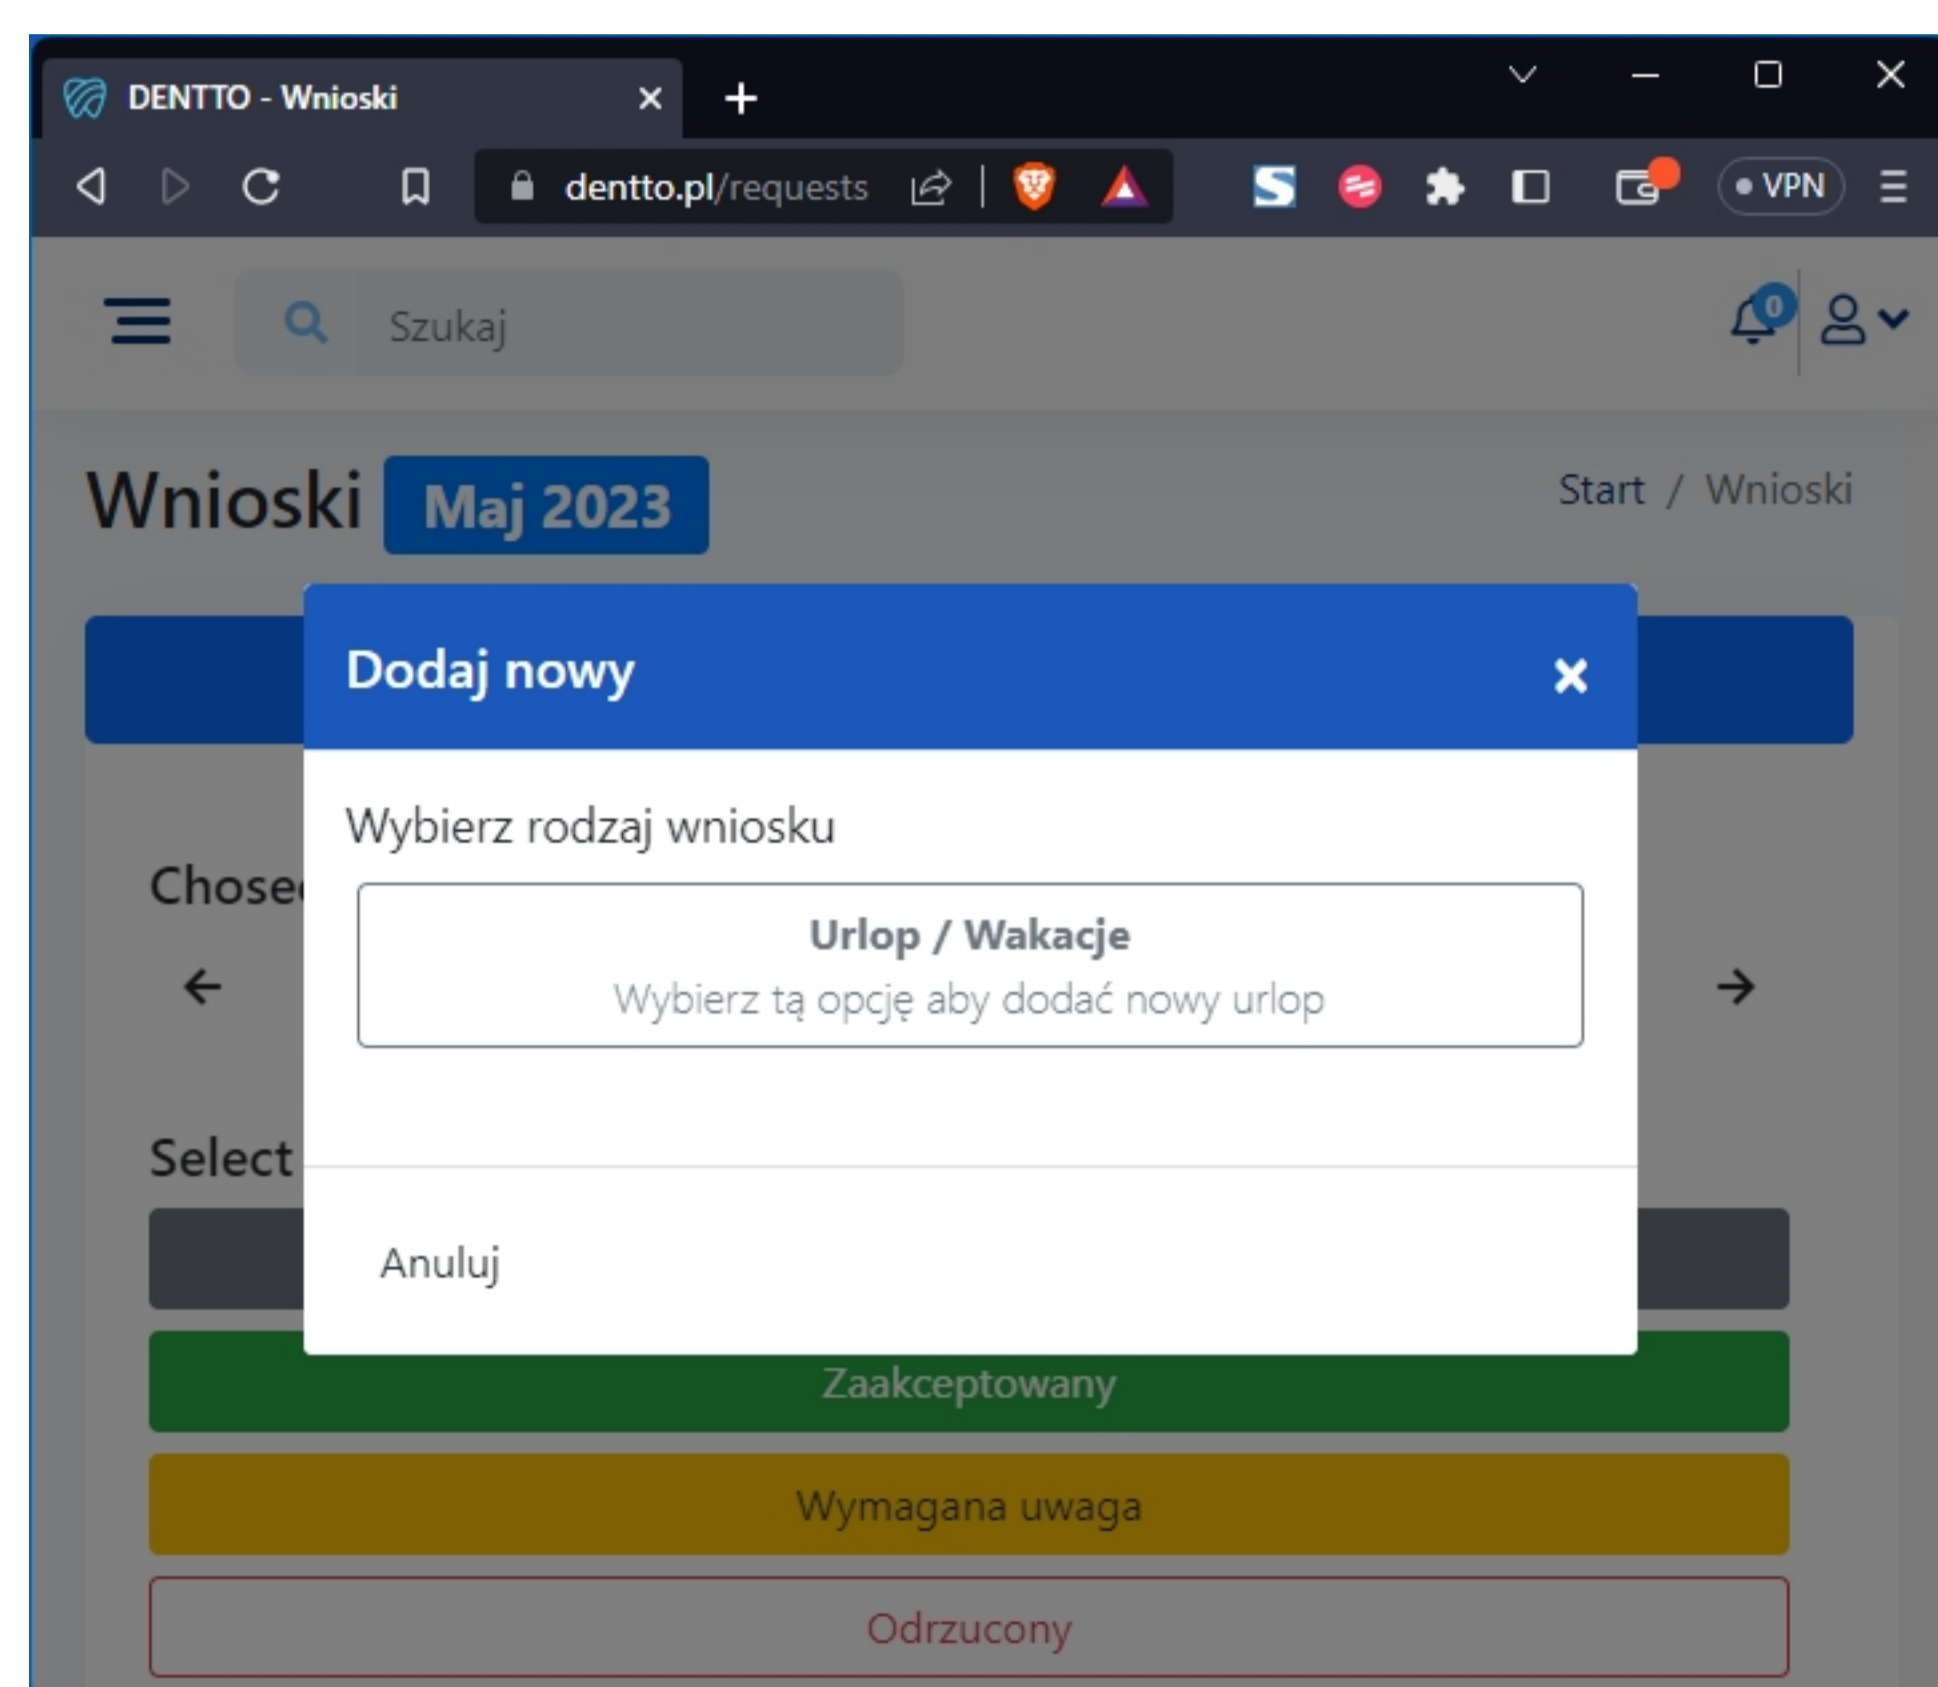 DENTTO - Wnioski
dentto.pl/requests
VPN
Szukaj
0
Wnioski Maj 2023
Start / Wnioski
Dodaj nowy
Wybierz rodzaj wniosku
Urlop / Wakacje
Wybierz tą opcję aby dodać nowy urlop
Select
Anuluj
Zaakceptowany
Wymagana uwaga
Odrzucony